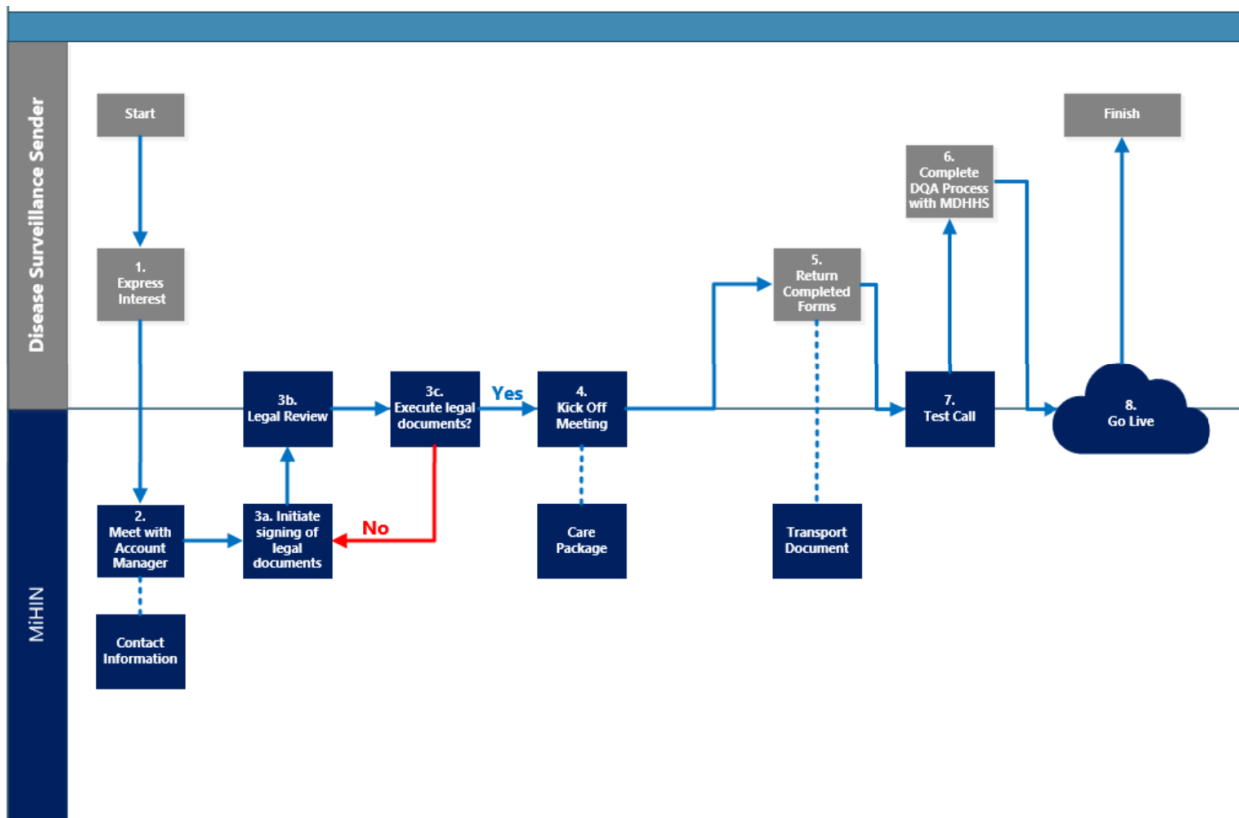 Disease Surveillance Sender
MiHIN
Start
1.
Express
Interest
2.
Meet with
Account
Manager
Contact
Information
3a. Initiate
signing of
legal
documents
3b.
Legal Review
3c.
Execute legal
documents?
Yes
No
4.
Kick Off
Meeting
Care
Package
5.
Return
Completed
Forms
Transport
Document
6.
Complete
DQA Process
with MDHHS
7.
Test Call
8.
Go Live
Finish